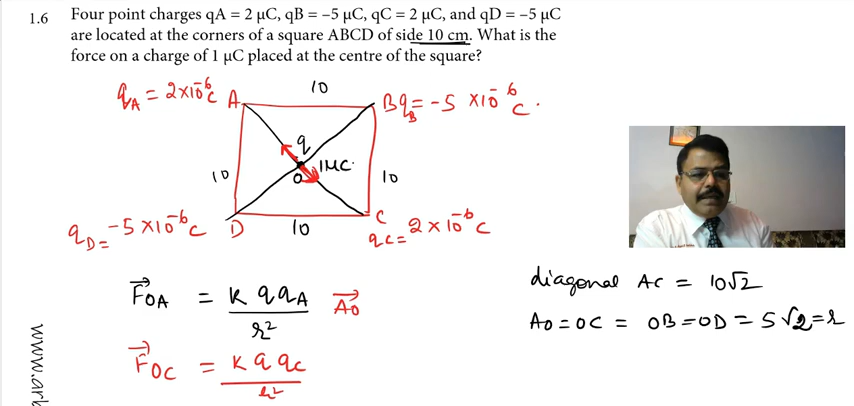 1.6 Four point charges qA = 2 μC, qB = –5 μC, qC = 2 μC, and qD = –5 μC
are located at the corners of a square ABCD of side 10 cm. What is the
force on a charge of 1 μC placed at the centre of the square?
qA = 2×10⁻⁶C A 10 B qB = -5 ×10⁻⁶ C.
q
10 O 1μC. 10
qD = -5×10⁻⁶C D 10 C
qC = 2×10⁻⁶C
F⃗OA = K q qA / r² AO⃗
F⃗OC = K q qC / r²
diagonal AC = 10√2
AO = OC = OB = OD = 5√2 = r
www.ar